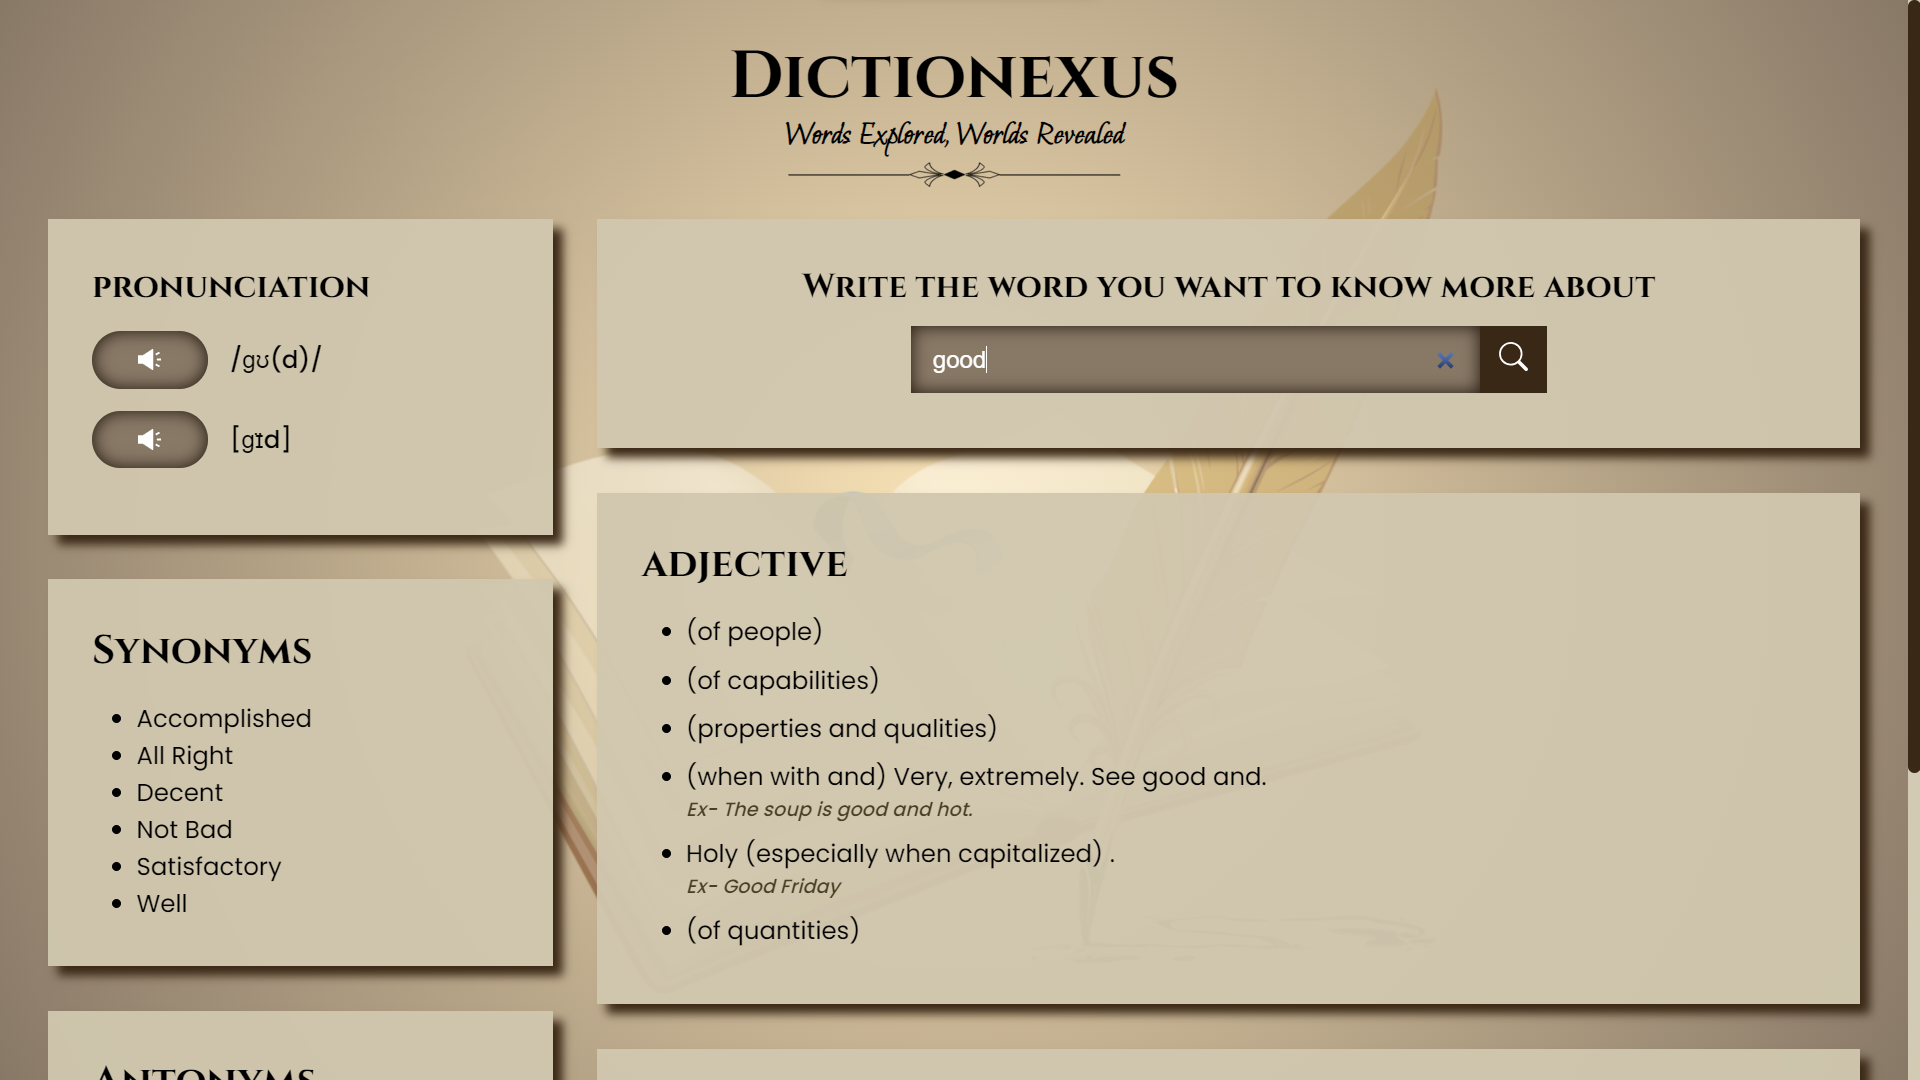 Dictionexus
Words Explored, Worlds Revealed
pronunciation
/ɡʊ(d)/
[ɡɪ̈d]
Synonyms
Accomplished
All Right
Decent
Not Bad
Satisfactory
Well
Antonyms
Write the word you want to know more about
good
adjective
(of people)
(of capabilities)
(properties and qualities)
(when with and) Very, extremely. See good and.
Ex- The soup is good and hot.
Holy (especially when capitalized) .
Ex- Good Friday
(of quantities)